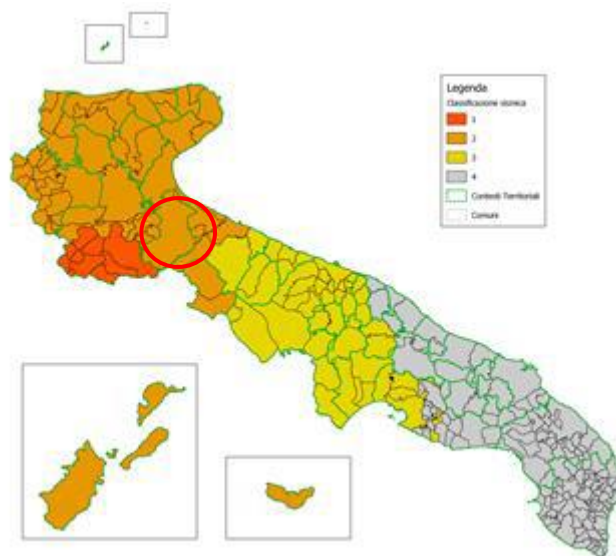 Legenda
Classificazione sismica
1
2
3
4
Contesti Territoriali
Comuni